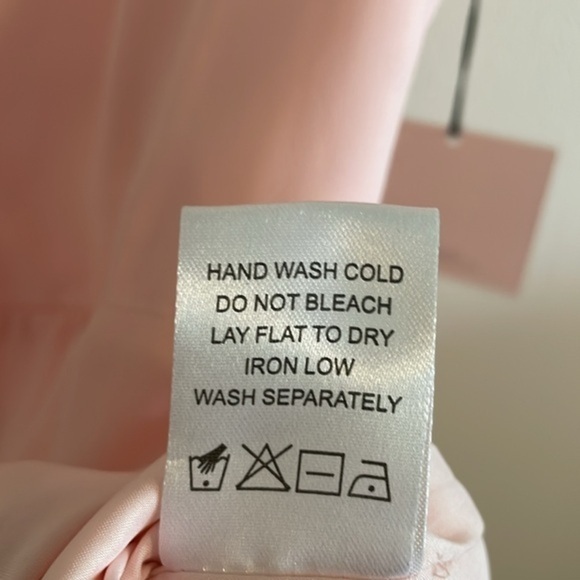 HAND WASH COLD
DO NOT BLEACH
LAY FLAT TO DRY
IRON LOW
WASH SEPARATELY